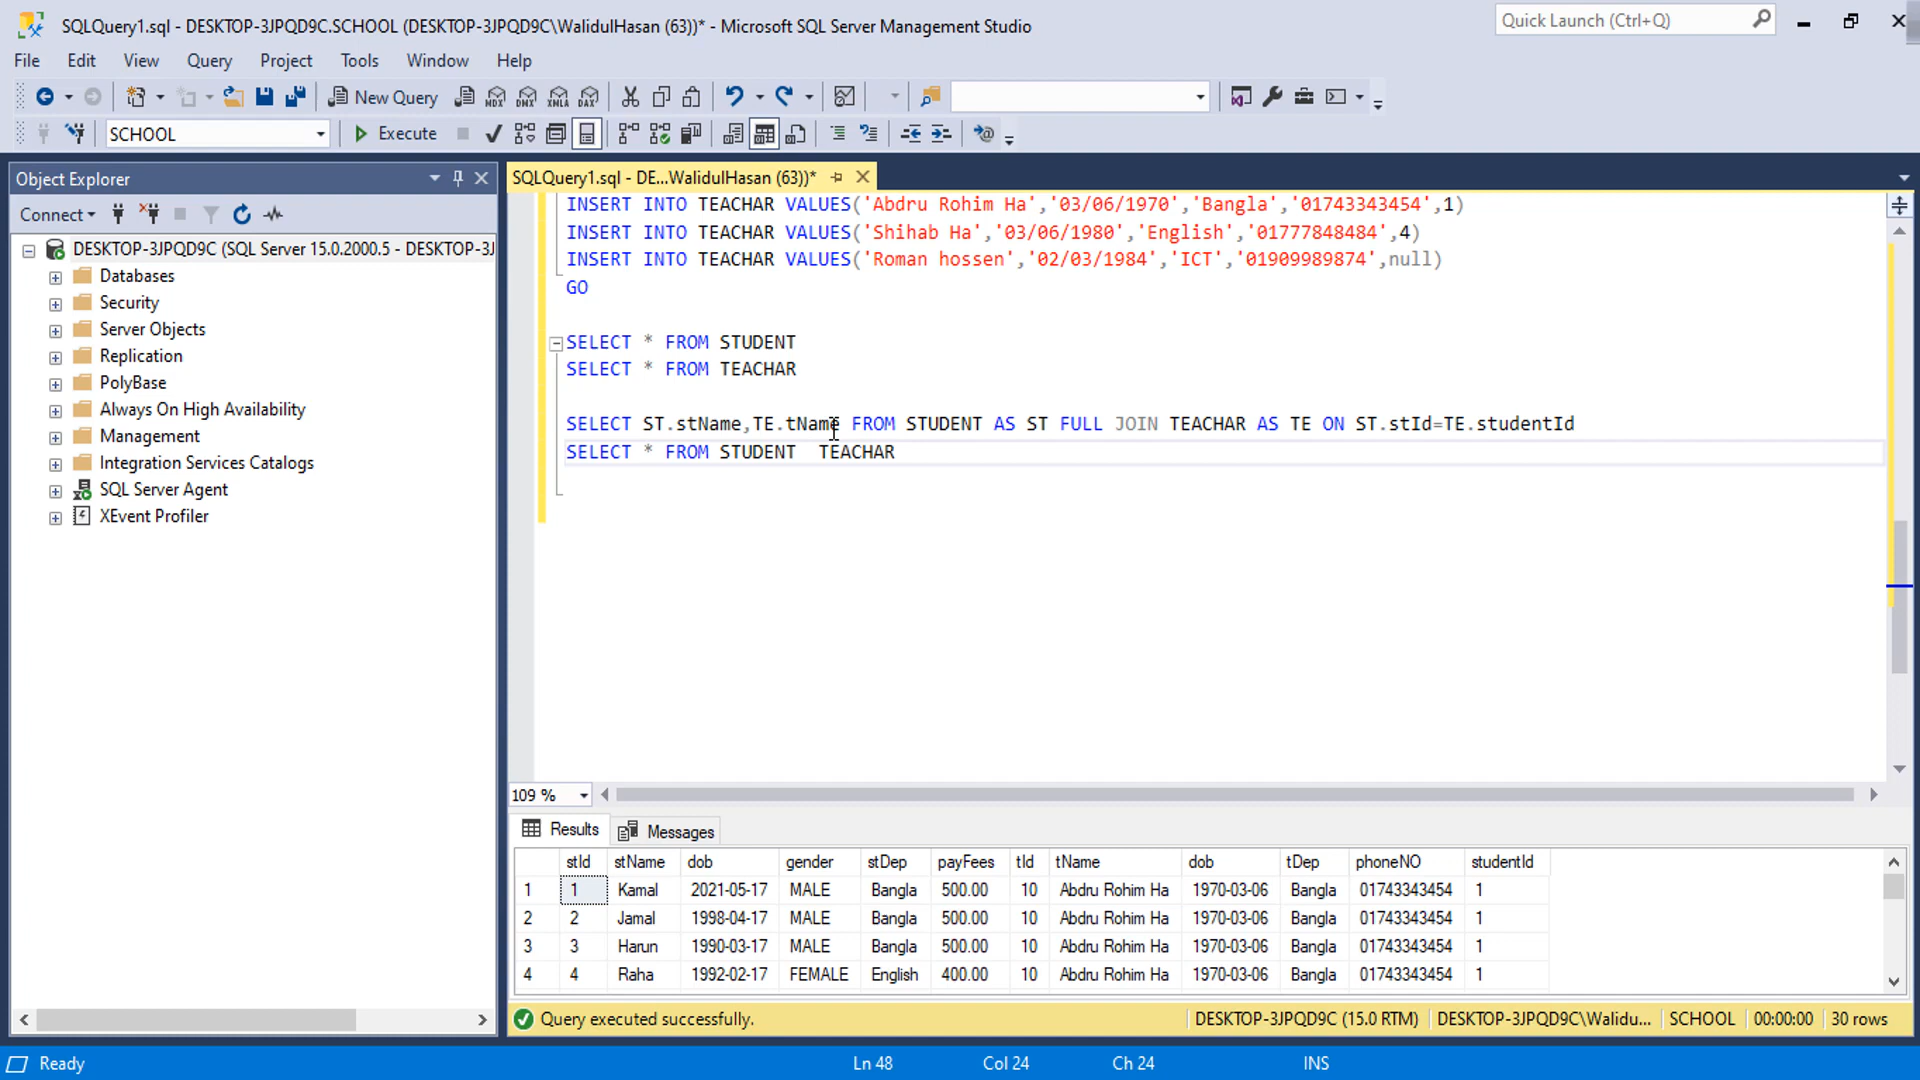 SQLQuery1.sql - DESKTOP-3JPQD9C.SCHOOL (DESKTOP-3JPQD9C\WalidulHasan (63))* - Microsoft SQL Server Management Studio
Quick Launch (Ctrl+Q)
File Edit View Query Project Tools Window Help
New Query
MDX DMX XMLA DAX
SCHOOL
Execute
Object Explorer
SQLQuery1.sql - DE...WalidulHasan (63))*
Connect
DESKTOP-3JPQD9C (SQL Server 15.0.2000.5 - DESKTOP-3J
Databases
Security
Server Objects
Replication
PolyBase
Always On High Availability
Management
Integration Services Catalogs
SQL Server Agent
XEvent Profiler
INSERT INTO TEACHAR VALUES('Abdru Rohim Ha','03/06/1970','Bangla','01743343454',1)
INSERT INTO TEACHAR VALUES('Shihab Ha','03/06/1980','English','01777848484',4)
INSERT INTO TEACHAR VALUES('Roman hossen','02/03/1984','ICT','01909989874',null)
GO
SELECT * FROM STUDENT
SELECT * FROM TEACHAR
SELECT ST.stName,TE.tName FROM STUDENT AS ST FULL JOIN TEACHAR AS TE ON ST.stId=TE.studentId
SELECT * FROM STUDENT  TEACHAR
109 %
Results Messages
stId stName dob gender stDep payFees tId tName dob tDep phoneNO studentId
1 1 Kamal 2021-05-17 MALE Bangla 500.00 10 Abdru Rohim Ha 1970-03-06 Bangla 01743343454 1
2 2 Jamal 1998-04-17 MALE Bangla 500.00 10 Abdru Rohim Ha 1970-03-06 Bangla 01743343454 1
3 3 Harun 1990-03-17 MALE Bangla 500.00 10 Abdru Rohim Ha 1970-03-06 Bangla 01743343454 1
4 4 Raha 1992-02-17 FEMALE English 400.00 10 Abdru Rohim Ha 1970-03-06 Bangla 01743343454 1
Query executed successfully.
DESKTOP-3JPQD9C (15.0 RTM) DESKTOP-3JPQD9C\Walidu... SCHOOL 00:00:00 30 rows
Ready Ln 48 Col 24 Ch 24 INS